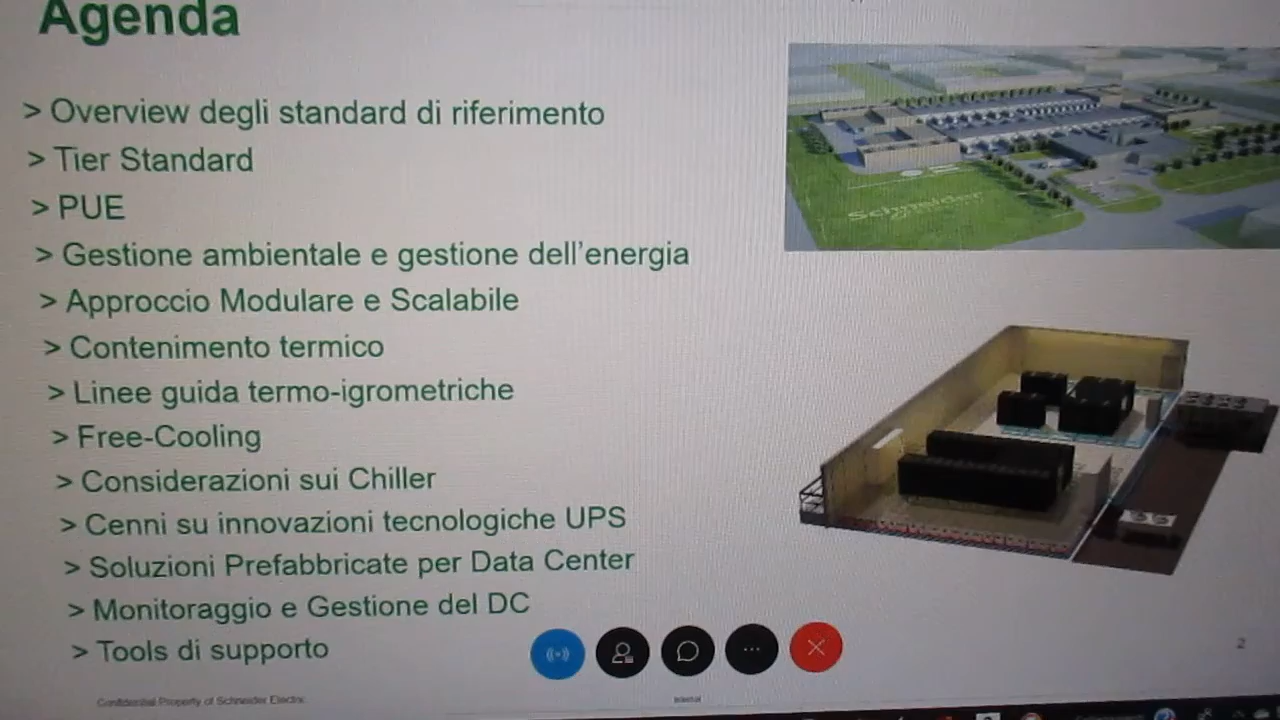 Agenda
> Overview degli standard di riferimento
> Tier Standard
> PUE
> Gestione ambientale e gestione dell'energia
> Approccio Modulare e Scalabile
> Contenimento termico
> Linee guida termo-igrometriche
> Free-Cooling
> Considerazioni sui Chiller
> Cenni su innovazioni tecnologiche UPS
> Soluzioni Prefabbricate per Data Center
> Monitoraggio e Gestione del DC
> Tools di supporto
Schneider
2
Confidential Property of Schneider Electric